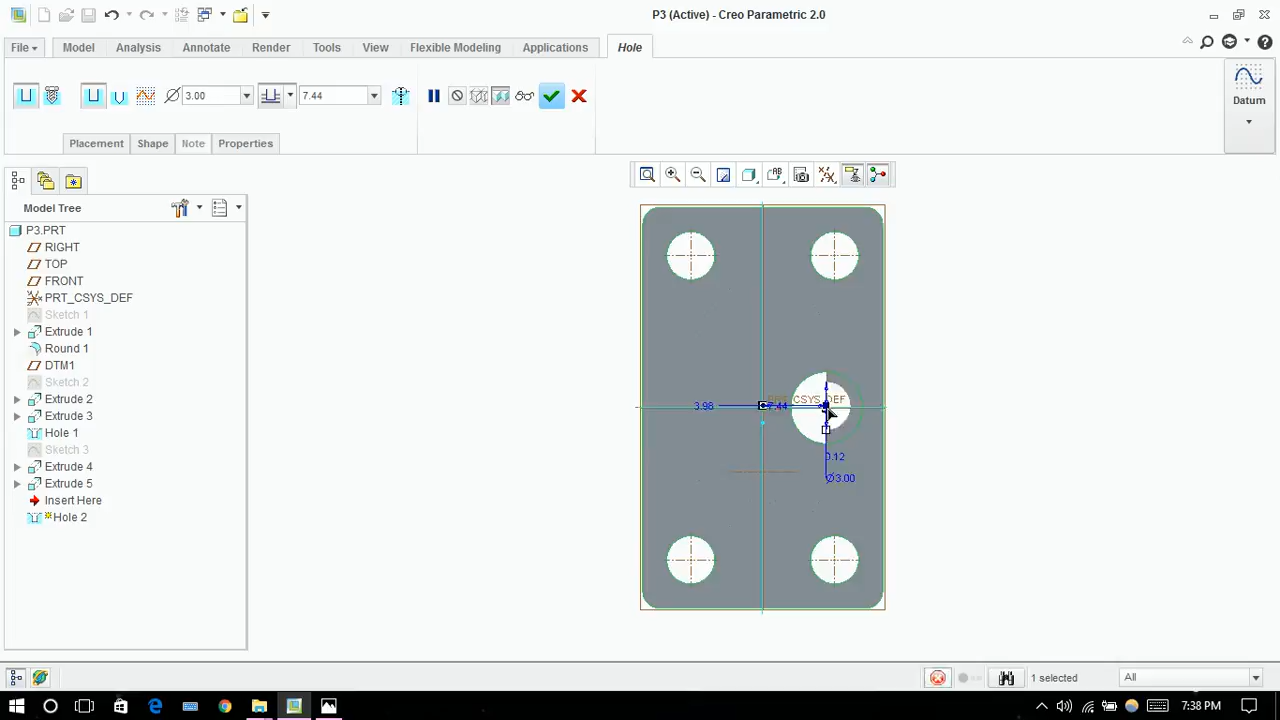 P3 (Active) - Creo Parametric 2.0
File Model Analysis Annotate Render Tools View Flexible Modeling Applications Hole
3.00 7.44
Datum
Placement Shape Note Properties
Model Tree
P3.PRT
RIGHT
TOP
FRONT
PRT_CSYS_DEF
Sketch 1
Extrude 1
Round 1
DTM1
Sketch 2
Extrude 2
Extrude 3
Hole 1
Sketch 3
Extrude 4
Extrude 5
Insert Here
Hole 2
3.98 7.44 CSYS_DEF
0.12
Ø3.00
1 selected All
7:38 PM